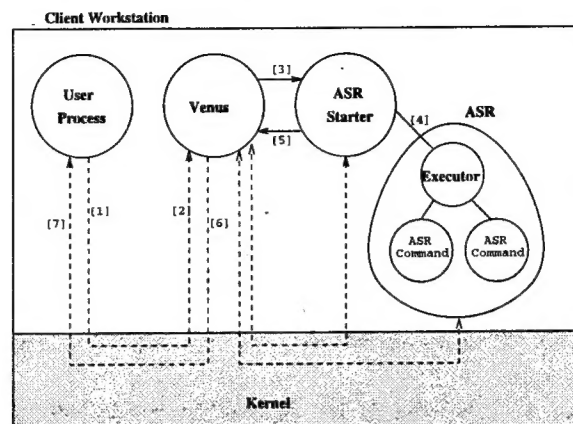 Client Workstation
User
Process
Venus
[3]
[5]
ASR
Starter
[4]
ASR
Executor
ASR
Command
ASR
Command
[7]
[1]
[2]
[6]
Kernel